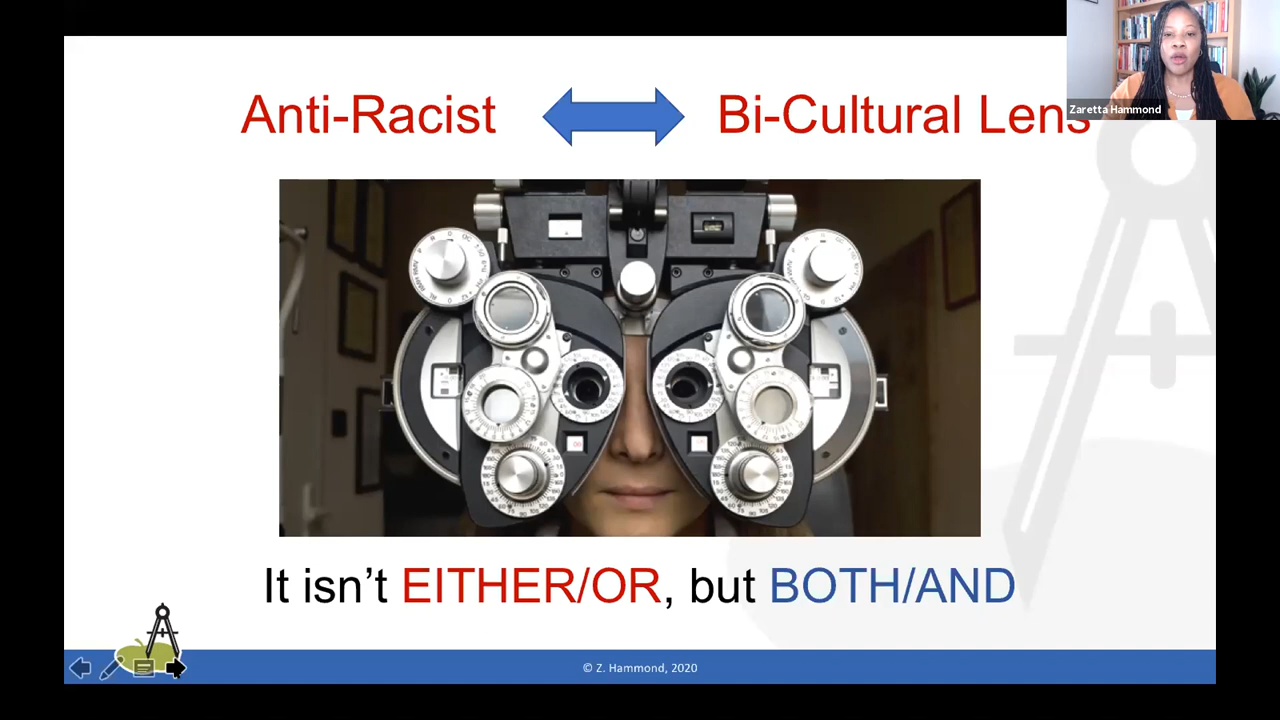 Anti-Racist Bi-Cultural Lens
Zaretta Hammond
It isn’t EITHER/OR, but BOTH/AND
© Z. Hammond, 2020